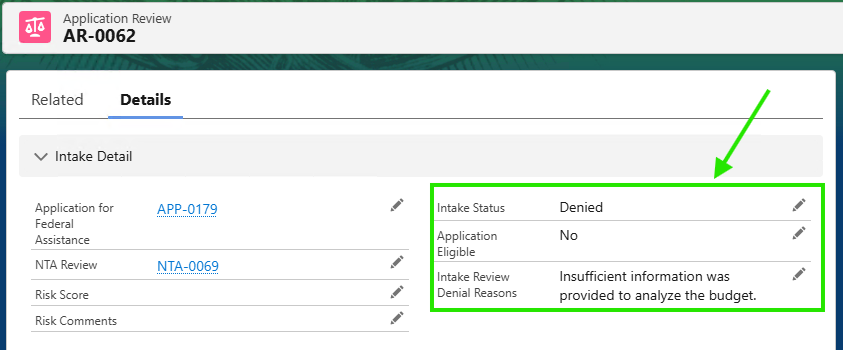 Application Review
AR-0062
Related
Details
Intake Detail
Application for
Federal
Assistance
APP-0179
NTA Review
NTA-0069
Risk Score
Risk Comments
Intake Status
Denied
Application
Eligible
No
Intake Review
Denial Reasons
Insufficient information was
provided to analyze the budget.